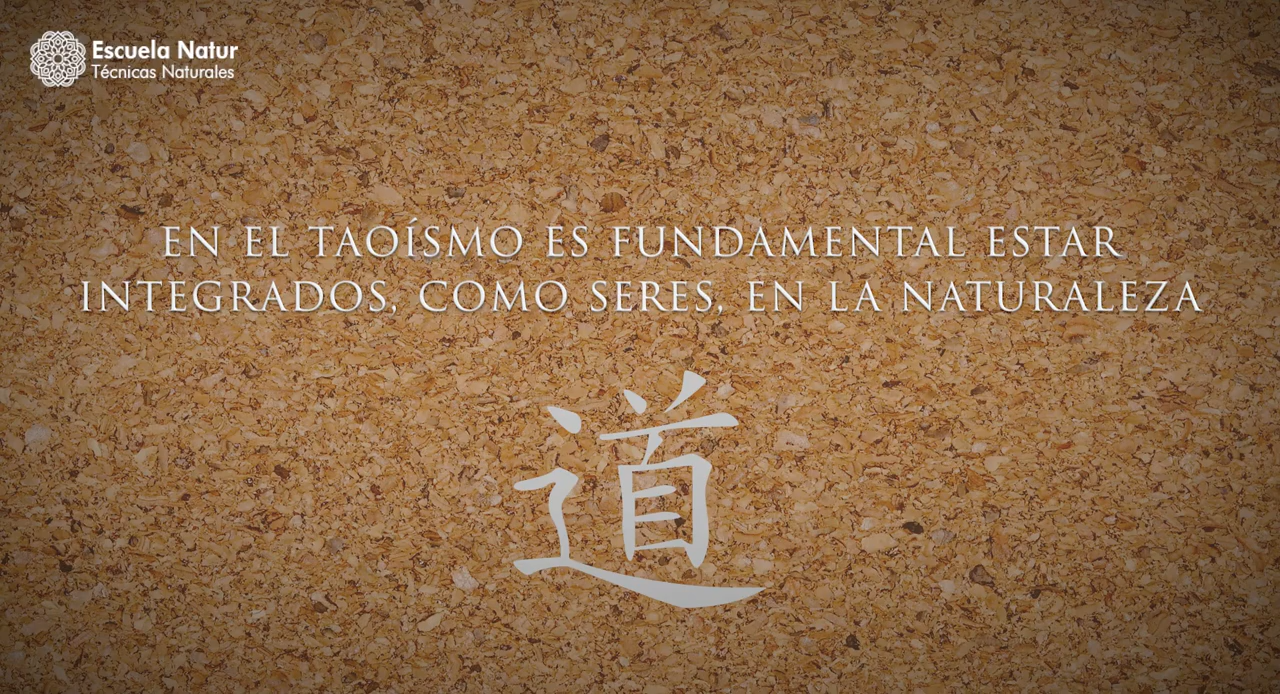 Escuela Natur
Técnicas Naturales
EN EL TAOÍSMO ES FUNDAMENTAL ESTAR
INTEGRADOS, COMO SERES, EN LA NATURALEZA
道